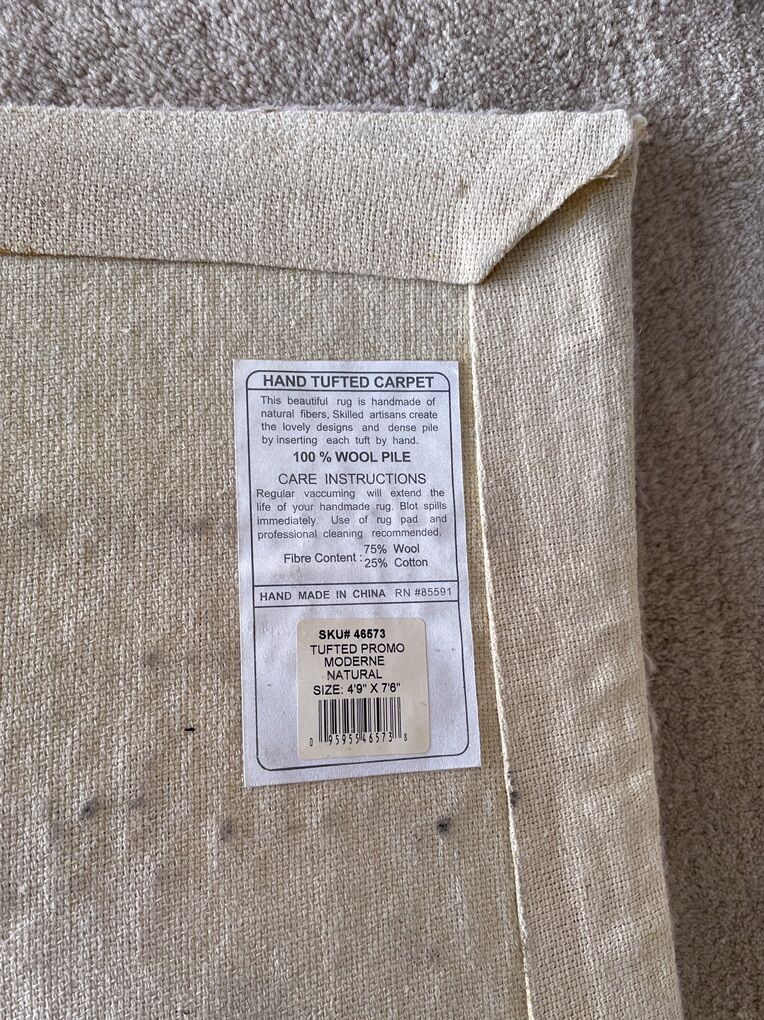 HAND TUFTED CARPET
This beautiful rug is handmade of
natural fibers, Skilled artisans create
the lovely designs and dense pile
by inserting each tuft by hand.
100 % WOOL PILE
CARE INSTRUCTIONS
Regular vaccuming will extend the
life of your handmade rug. Blot spills
immediately. Use of rug pad and
professional cleaning recommended.
Fibre Content : 75% Wool
25% Cotton
HAND MADE IN CHINA RN #85591
SKU# 46573
TUFTED PROMO
MODERNE
NATURAL
SIZE: 4'9" X 7'6"
0 95955 46573 8